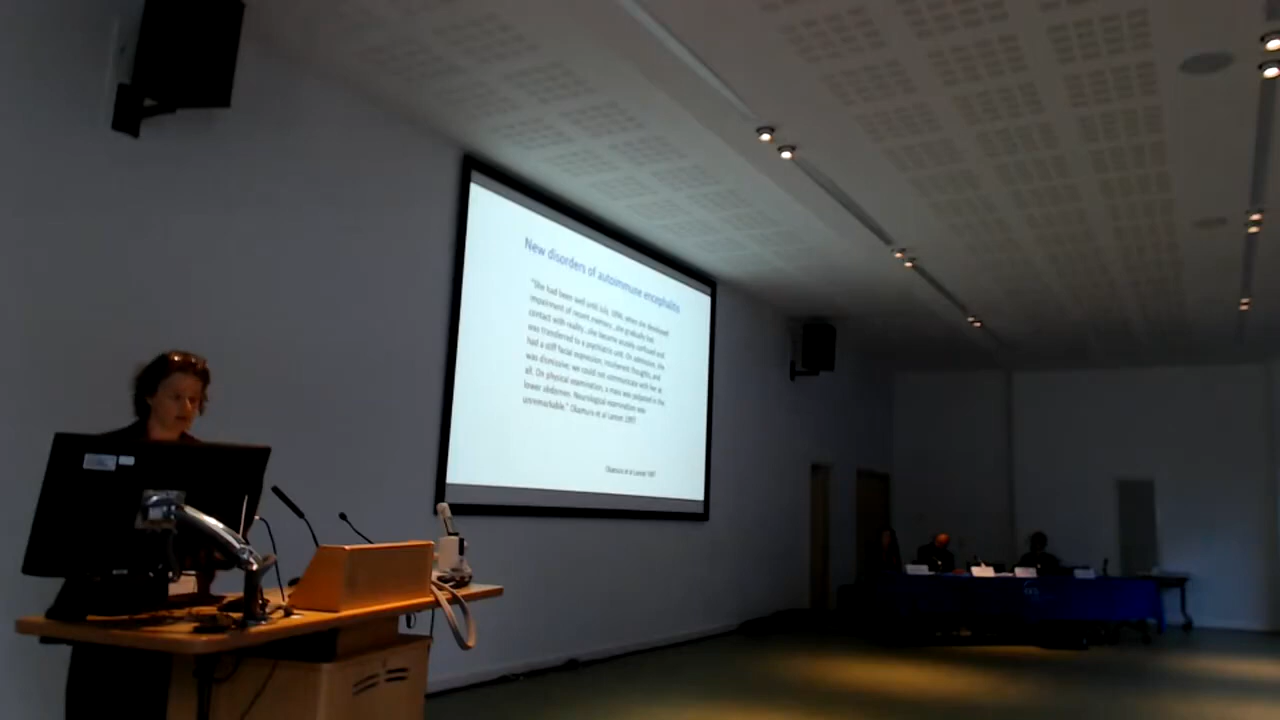 New disorders of autoimmune encephalitis
"She had been well until July, 1994, when she developed
impairment of recent memory...she gradually lost
contact with reality...she became acutely confused and
was transferred to a psychiatric unit. On admission, she
had a stiff facial expression, incoherent thoughts, and
was dismissive; we could not communicate with her at
all. On physical examination, a mass was palpated in the
lower abdomen. Neurological examination was
unremarkable." Okamura et al Lancet 1997
Okamura et al Lancet 1997